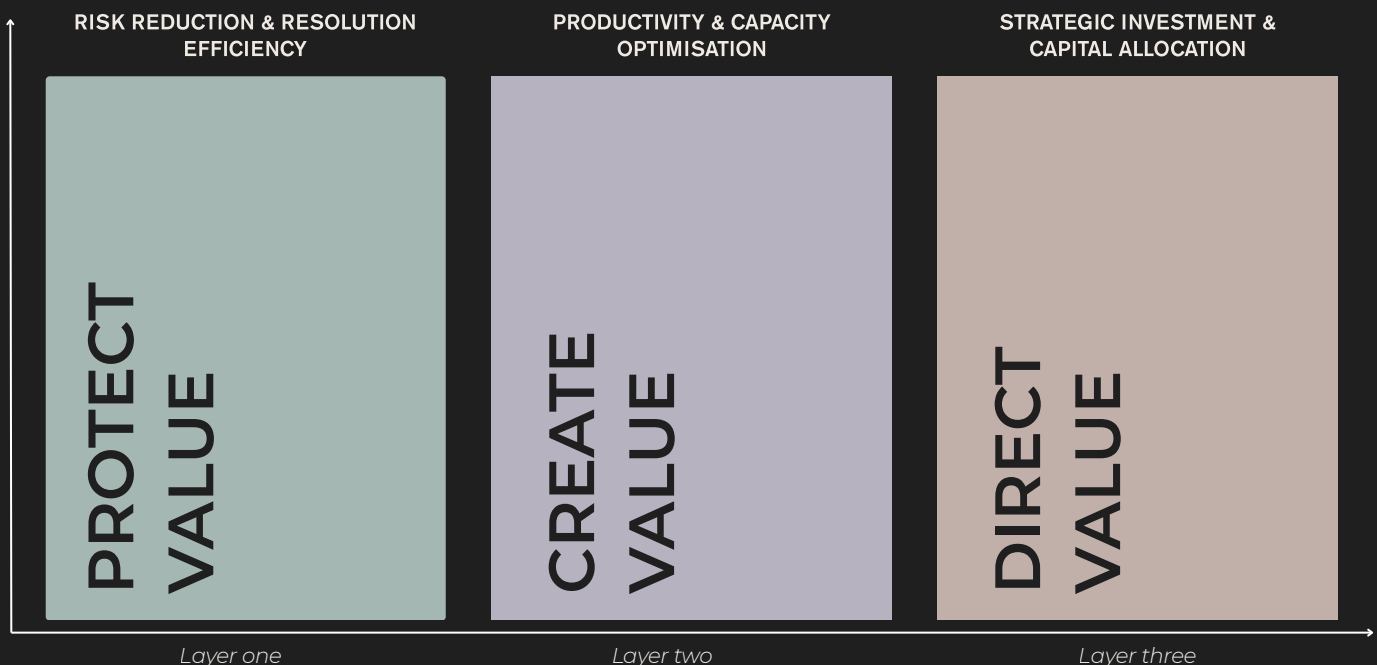 RISK REDUCTION & RESOLUTION
EFFICIENCY
PROTECT
VALUE
Layer one
PRODUCTIVITY & CAPACITY
OPTIMISATION
CREATE
VALUE
Layer two
STRATEGIC INVESTMENT &
CAPITAL ALLOCATION
DIRECT
VALUE
Layer three